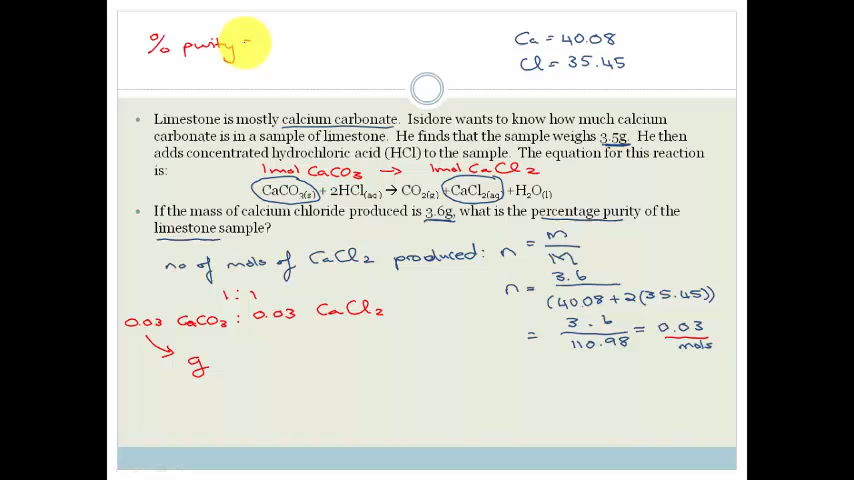 % purity =
Ca = 40.08
Cl = 35.45
• Limestone is mostly calcium carbonate. Isidore wants to know how much calcium
carbonate is in a sample of limestone. He finds that the sample weighs 3.5g. He then
adds concentrated hydrochloric acid (HCl) to the sample. The equation for this reaction
is:
1mol CaCO₃ → 1mol CaCl₂
CaCO₃(s) + 2HCl(aq) → CO₂(g) +CaCl₂(aq) +H₂O(l)
• If the mass of calcium chloride produced is 3.6g, what is the percentage purity of the
limestone sample?
no of mols of CaCl₂ produced: n = m/M
n = 3.6/(40.08+2(35.45))
= 3.6/110.98 = 0.03 mols
1 : 1
0.03 CaCO₃ : 0.03 CaCl₂
g